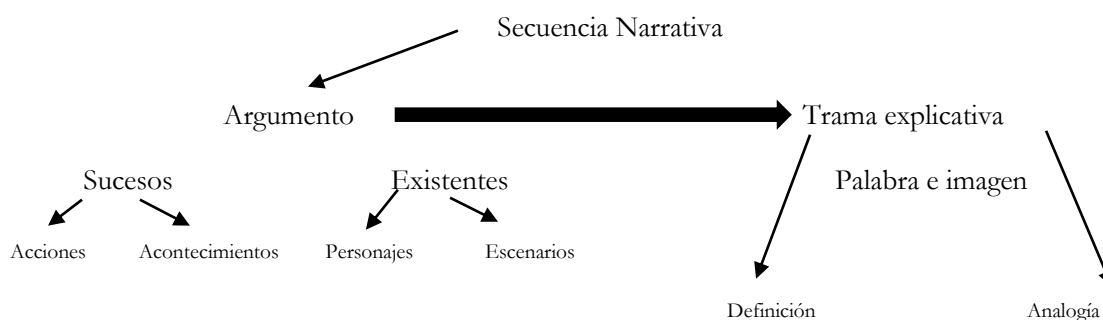 Secuencia Narrativa
Argumento
Trama explicativa
Sucesos
Existentes
Palabra e imagen
Acciones
Acontecimientos
Personajes
Escenarios
Definición
Analogía